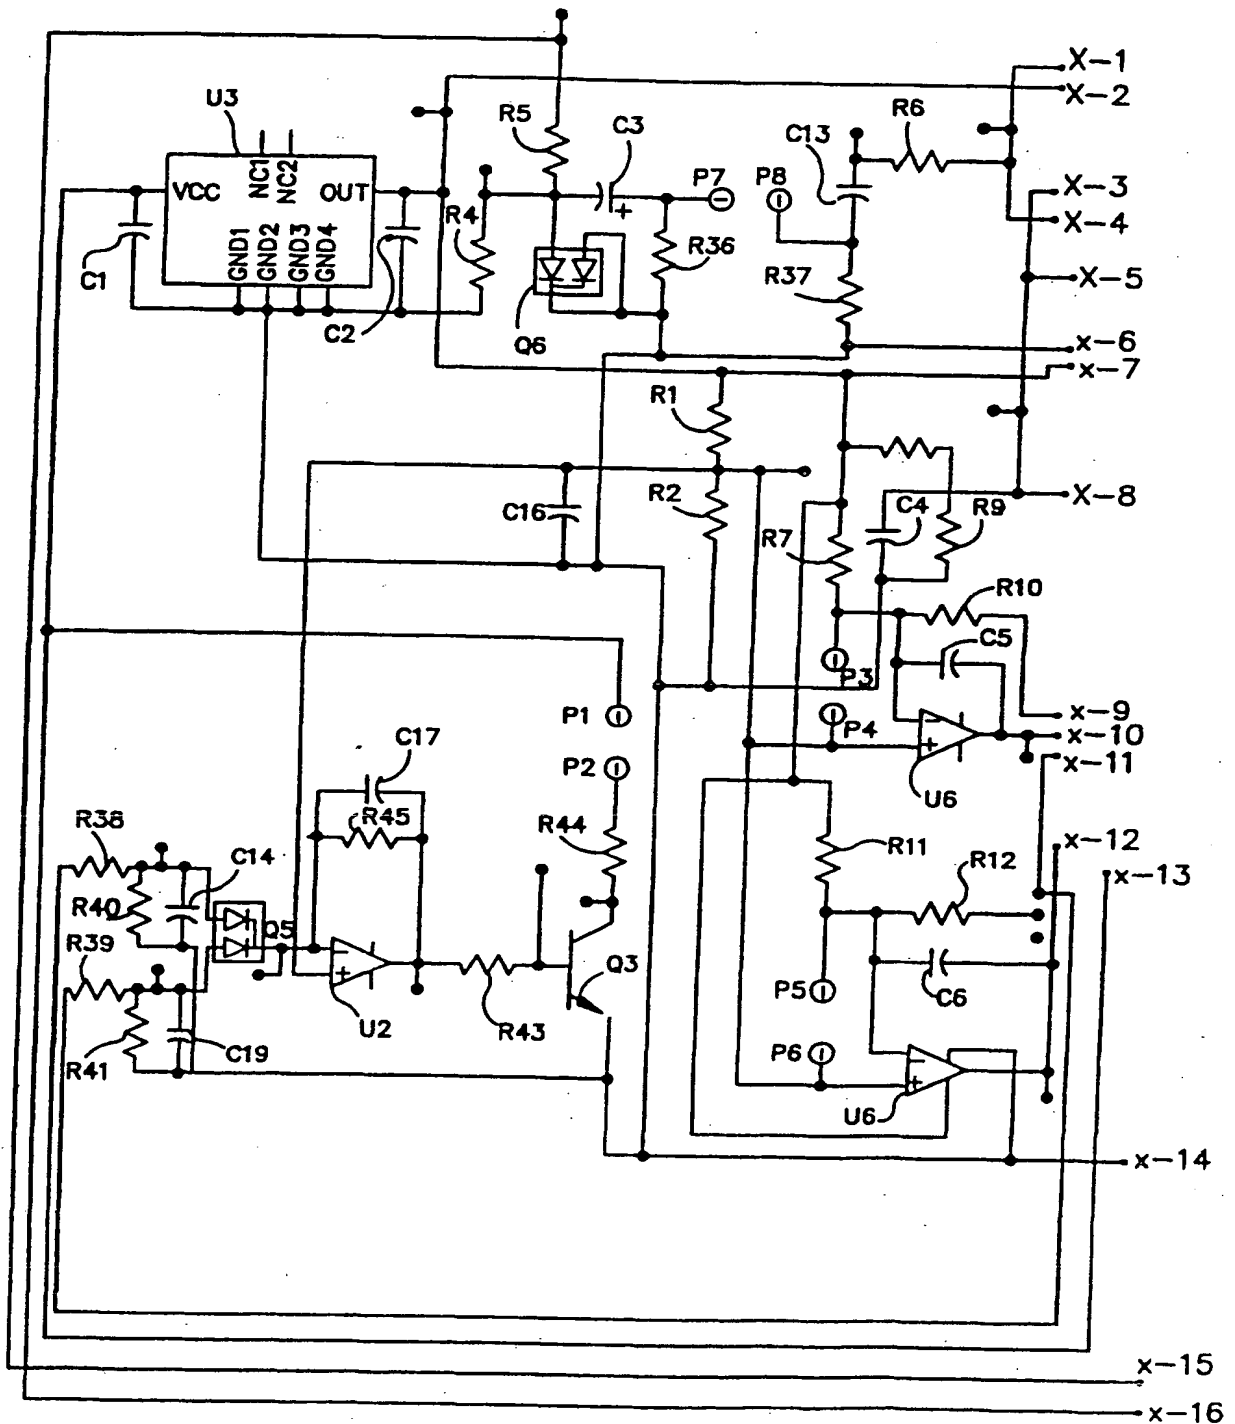 X-1
X-2
U3
R5
C3
R6
C13
NC1
NC2
VCC
OUT
P7
P8
X-3
X-4
R4
GND1
GND2
GND3
GND4
R36
C1
R37
X-5
C2
Q6
x-6
x-7
R1
R2
C16
C4
R9
X-8
R7
R10
C5
P3
P1
P4
x-9
x-10
x-11
C17
P2
U6
R38
R45
R44
R11
x-12
C14
R12
x-13
R40
Q5
R39
Q3
P5
C6
U2
R43
C19
R41
P6
U6
x-14
x-15
x-16